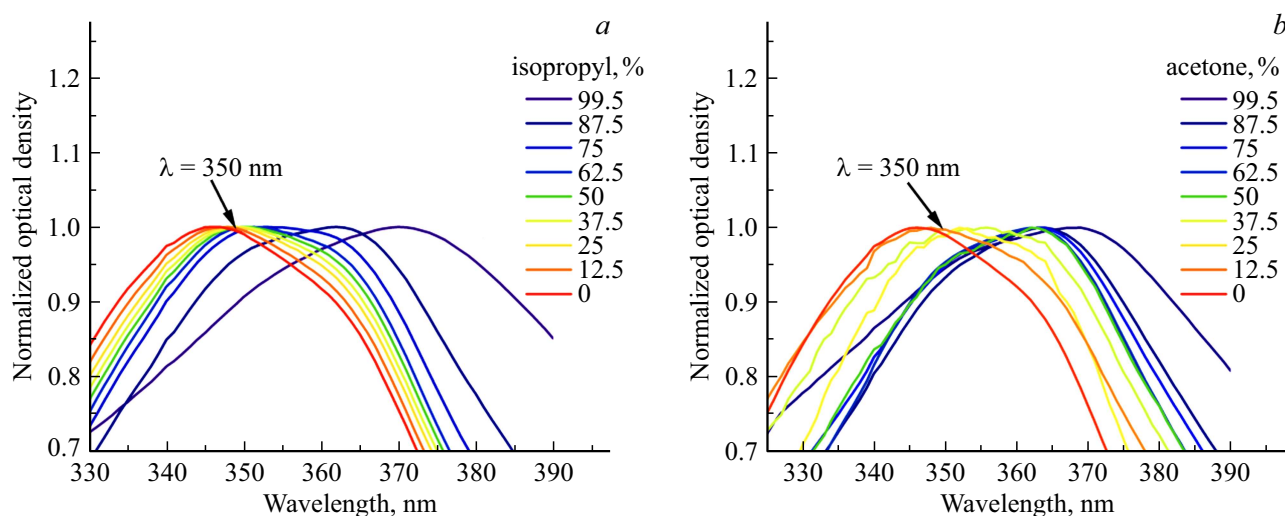 a
isopropyl, %
99.5
87.5
75
62.5
50
37.5
25
12.5
0
λ = 350 nm
Normalized optical density
1.2
1.1
1.0
0.9
0.8
0.7
330 340 350 360 370 380 390
Wavelength, nm
b
acetone, %
99.5
87.5
75
62.5
50
37.5
25
12.5
0
λ = 350 nm
Normalized optical density
1.2
1.1
1.0
0.9
0.8
0.7
330 340 350 360 370 380 390
Wavelength, nm